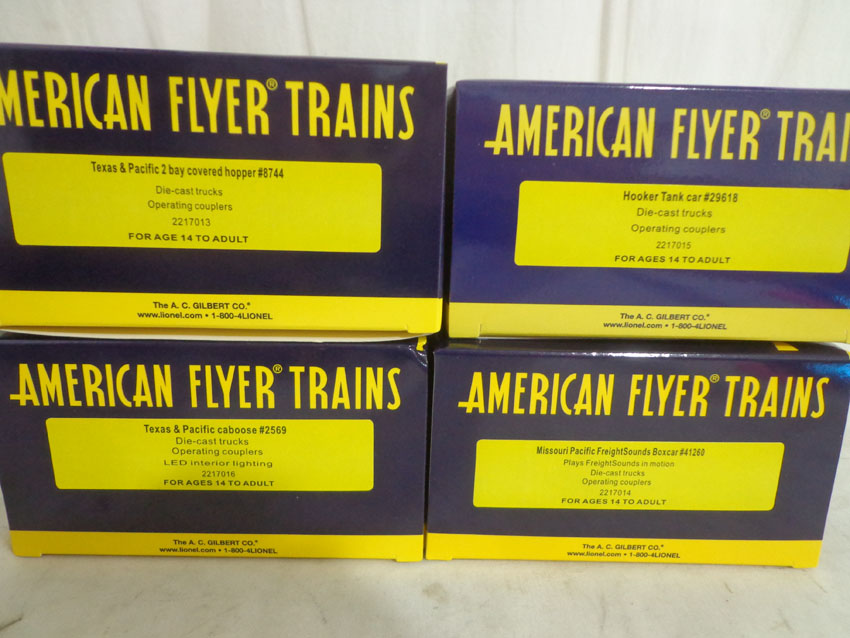 MERICAN FLYER® TRAINS
Texas & Pacific 2 bay covered hopper #8744
Die-cast trucks
Operating couplers
2217013
FOR AGE 14 TO ADULT
The A. C. GILBERT CO.®
www.lionel.com • 1-800-4LIONEL
AMERICAN FLYER® TRAI
Hooker Tank car #29618
Die-cast trucks
Operating couplers
2217015
FOR AGES 14 TO ADULT
The A. C. GILBERT CO.®
www.lionel.com • 1-800-4LIONEL
AMERICAN FLYER® TRAINS
Texas & Pacific caboose #2569
Die-cast trucks
Operating couplers
LED interior lighting
2217016
FOR AGES 14 TO ADULT
The A. C. GILBERT CO.®
www.lionel.com • 1-800-4LIONEL
AMERICAN FLYER® TRAINS
Missouri Pacific FreightSounds Boxcar #41260
Plays FreightSounds in motion
Die-cast trucks
Operating couplers
2217014
FOR AGES 14 TO ADULT
The A. C. GILBERT CO.®
www.lionel.com • 1-800-4LIONEL